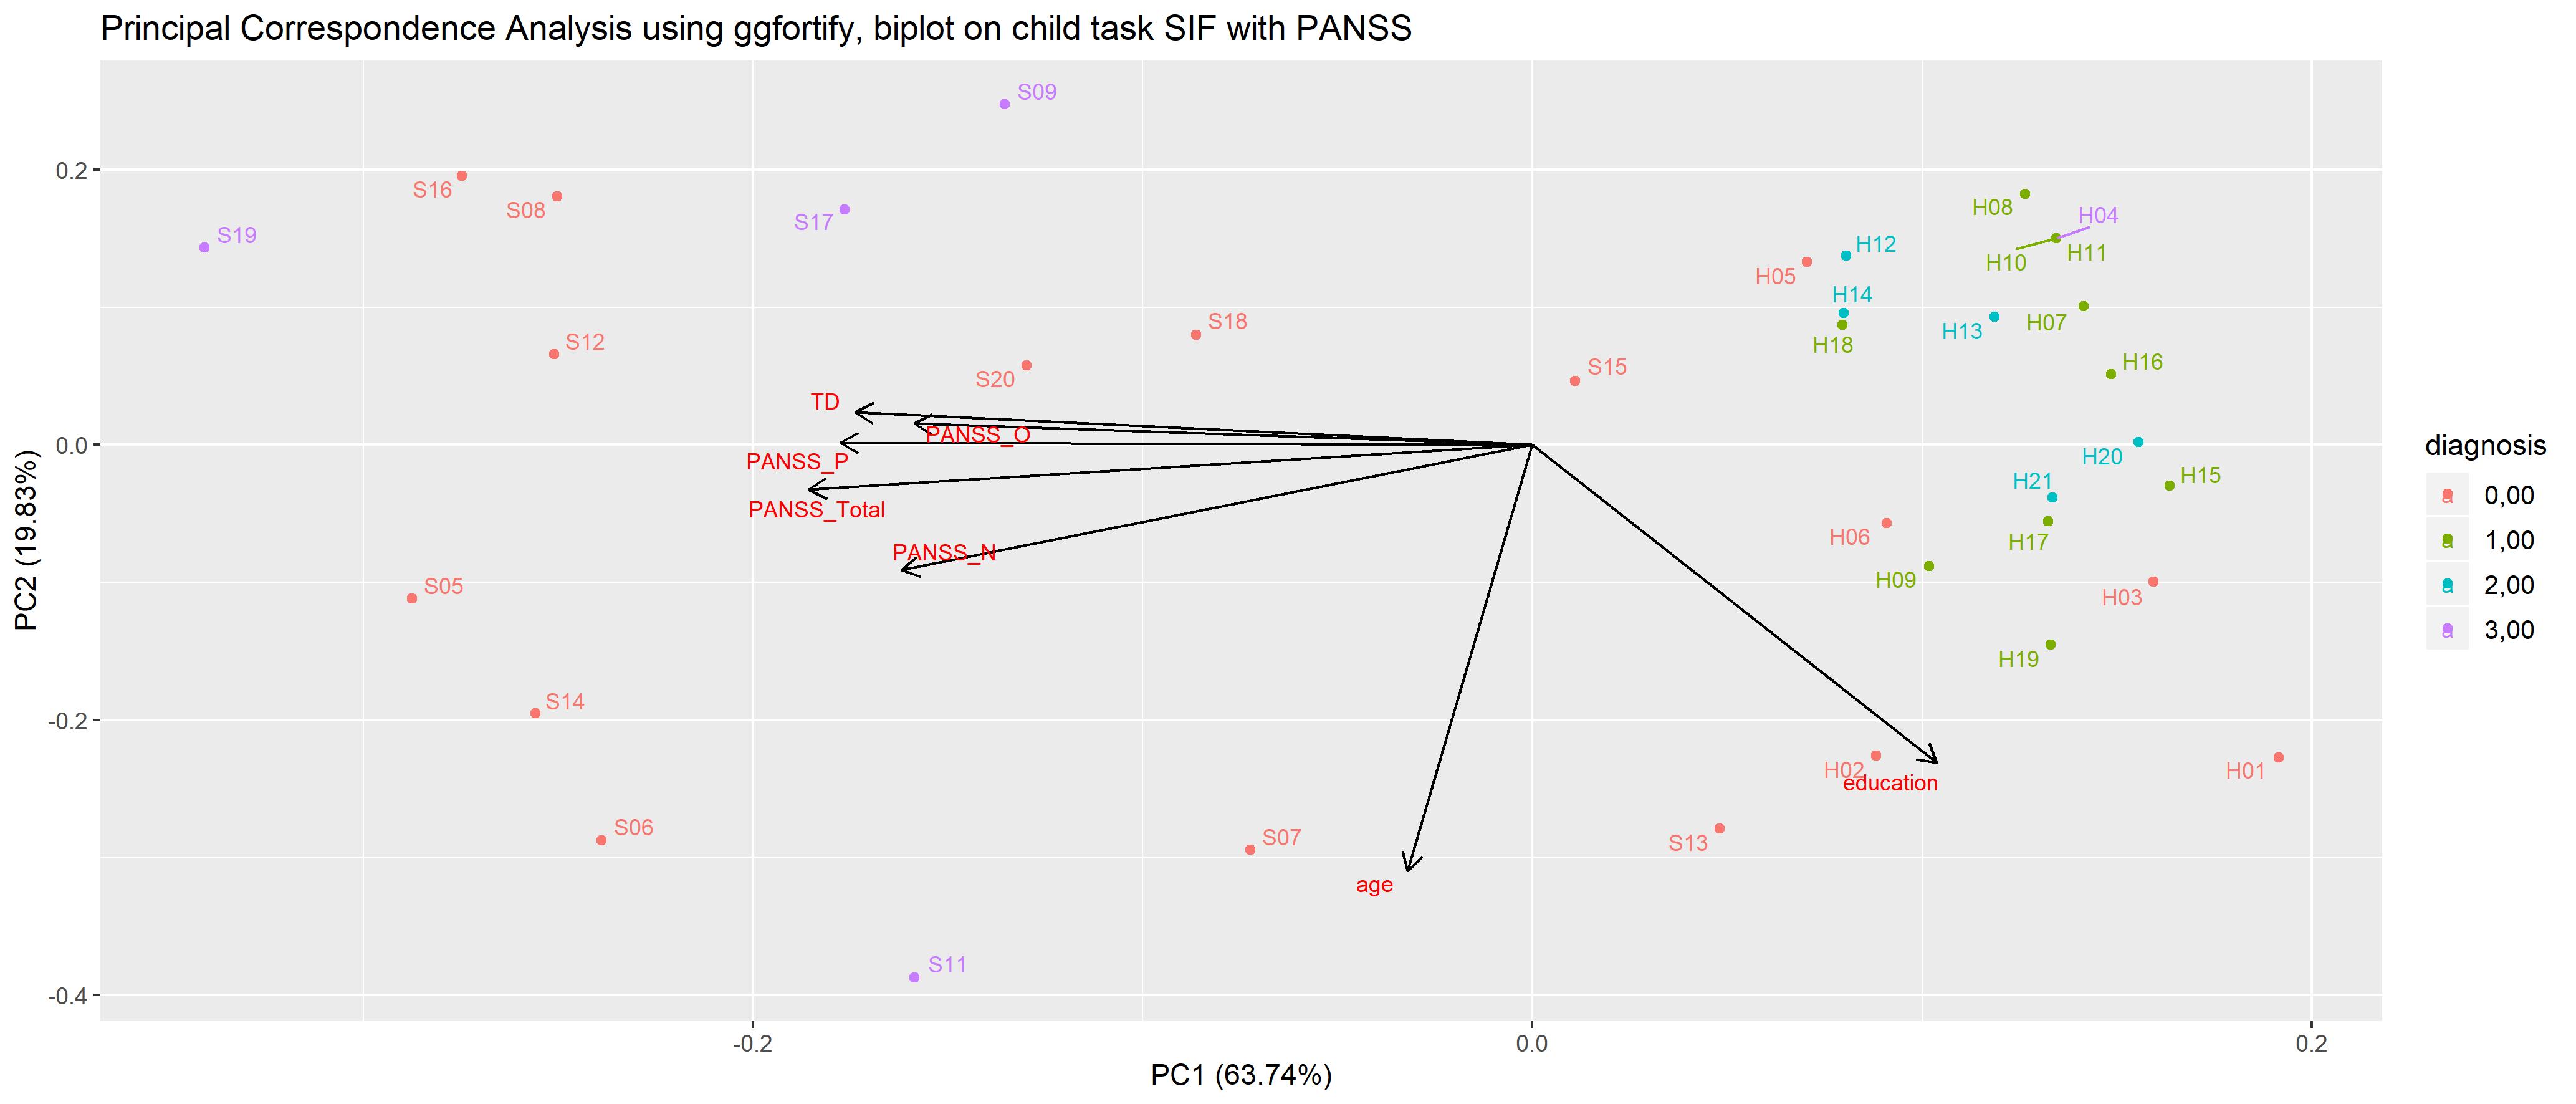 Principal Correspondence Analysis using ggfortify, biplot on child task SIF with PANSS
S09
S16
S08
S17
H08
H04
S19
H12
H11
H10
H05
H14
S18
H07
H13
S12
H18
H16
S15
S20
TD
PANSS_O
PANSS_P
H20
H15
H21
PANSS_Total
H06
H17
PANSS_N
H09
S05
H03
H19
S14
H02
H01
education
S06
S07
S13
age
S11
0.2
0.0
-0.2
-0.4
PC2 (19.83%)
-0.2
0.0
0.2
PC1 (63.74%)
diagnosis
a 0,00
a 1,00
a 2,00
a 3,00